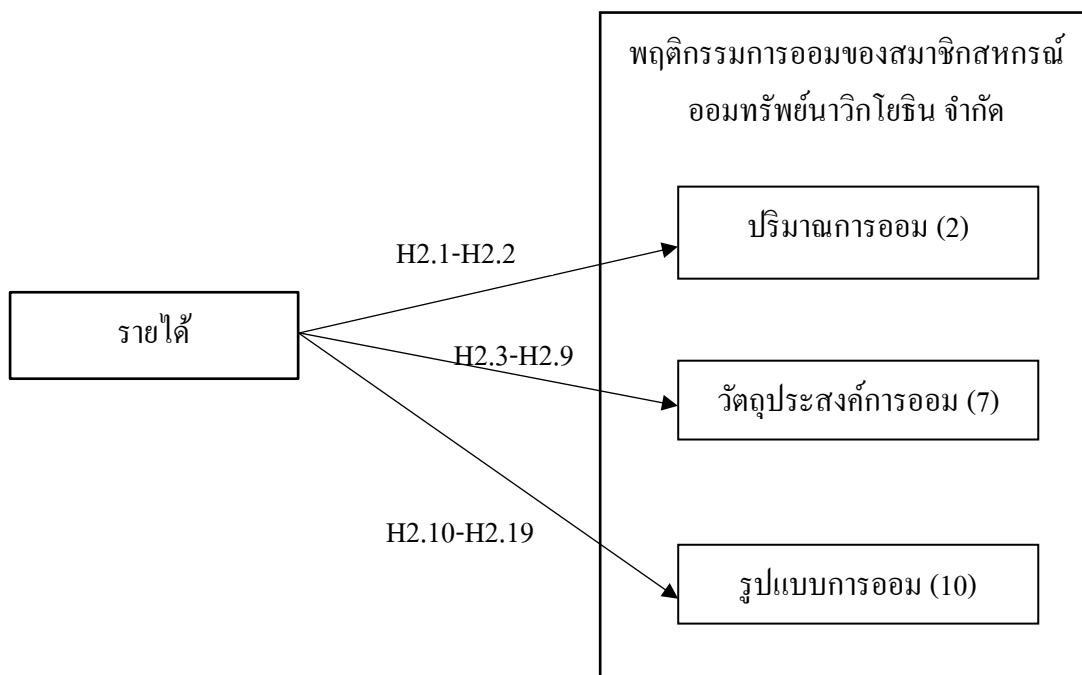 พฤติกรรมการออมของสมาชิกสหกรณ์
ออมทรัพย์นาวิกโยธิน จำกัด
ปริมาณการออม (2)
H2.1-H2.2
รายได้
H2.3-H2.9
วัตถุประสงค์การออม (7)
H2.10-H2.19
รูปแบบการออม (10)